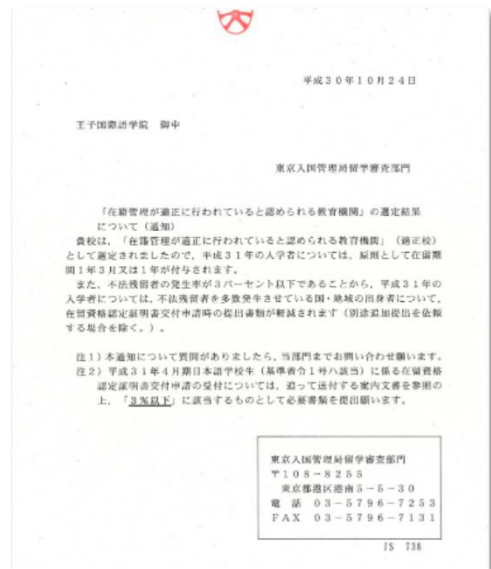 平成30年10月24日
王子国際語学院 御中
東京入国管理局留学審査部門
「在籍管理が適正に行われていると認められる教育機関」の選定結果
について(通知)
貴校は、「在籍管理が適正に行われていると認められる教育機関」(適正校)
として選定されましたので、平成31年の入学者については、原則として在留期
間1年3月又は1年が付与されます。
また、不法残留者の発生率が3パーセント以下であることから、平成31年の
入学者については、不法残留者を多数発生させている国・地域の出身者について、
在留資格認定証明書交付申請時の提出書類が軽減されます(別途追加提出を依頼
する場合を除く。)。
注1)本通知について質問がありましたら、当部門までお問い合わせ願います。
注2)平成31年4月期日本語学校生(基準省令1号ハ該当)に係る在留資格
認定証明書交付申請の受付については、追って送付する案内文書を参照の
上、「3%以下」に該当するものとして必要書類を提出願います。
東京入国管理局留学審査部門
〒108-8255
東京都港区港南5-5-30
電 話 03-5796-7253
FAX 03-5796-7131
JS 738